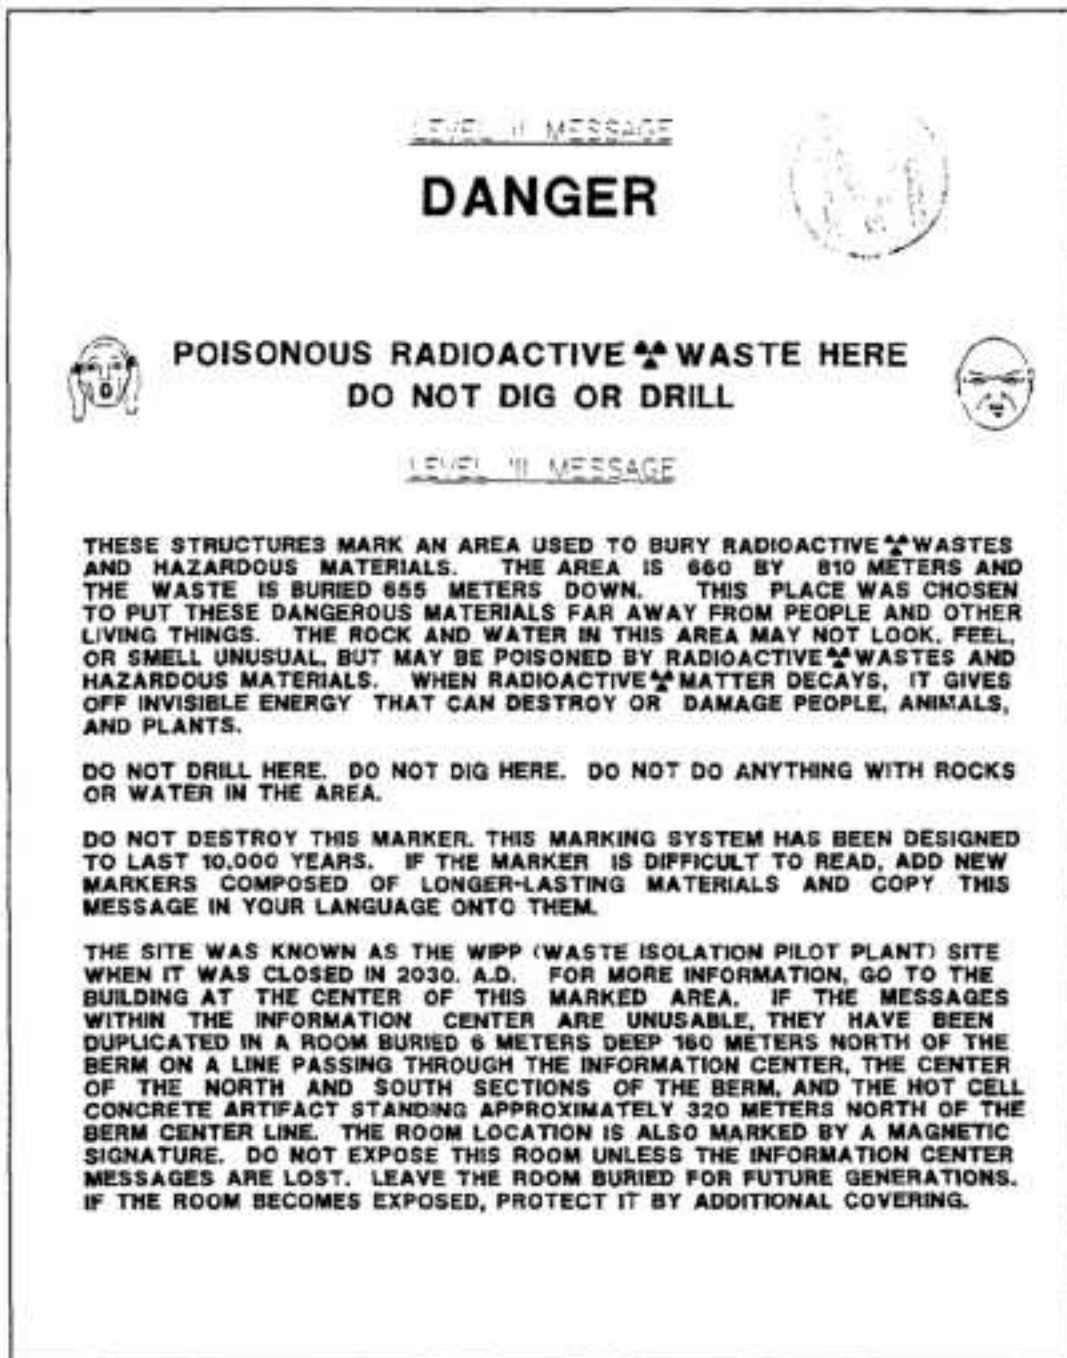 LEVEL II MESSAGE
DANGER
POISONOUS RADIOACTIVE WASTE HERE
DO NOT DIG OR DRILL
LEVEL III MESSAGE
THESE STRUCTURES MARK AN AREA USED TO BURY RADIOACTIVE WASTES
AND HAZARDOUS MATERIALS. THE AREA IS 660 BY 810 METERS AND
THE WASTE IS BURIED 655 METERS DOWN. THIS PLACE WAS CHOSEN
TO PUT THESE DANGEROUS MATERIALS FAR AWAY FROM PEOPLE AND OTHER
LIVING THINGS. THE ROCK AND WATER IN THIS AREA MAY NOT LOOK, FEEL,
OR SMELL UNUSUAL, BUT MAY BE POISONED BY RADIOACTIVE WASTES AND
HAZARDOUS MATERIALS. WHEN RADIOACTIVE MATTER DECAYS, IT GIVES
OFF INVISIBLE ENERGY THAT CAN DESTROY OR DAMAGE PEOPLE, ANIMALS,
AND PLANTS.
DO NOT DRILL HERE. DO NOT DIG HERE. DO NOT DO ANYTHING WITH ROCKS
OR WATER IN THE AREA.
DO NOT DESTROY THIS MARKER. THIS MARKING SYSTEM HAS BEEN DESIGNED
TO LAST 10,000 YEARS. IF THE MARKER IS DIFFICULT TO READ, ADD NEW
MARKERS COMPOSED OF LONGER-LASTING MATERIALS AND COPY THIS
MESSAGE IN YOUR LANGUAGE ONTO THEM.
THE SITE WAS KNOWN AS THE WIPP (WASTE ISOLATION PILOT PLANT) SITE
WHEN IT WAS CLOSED IN 2030. A.D. FOR MORE INFORMATION, GO TO THE
BUILDING AT THE CENTER OF THIS MARKED AREA. IF THE MESSAGES
WITHIN THE INFORMATION CENTER ARE UNUSABLE, THEY HAVE BEEN
DUPLICATED IN A ROOM BURIED 6 METERS DEEP 160 METERS NORTH OF THE
BERM ON A LINE PASSING THROUGH THE INFORMATION CENTER, THE CENTER
OF THE NORTH AND SOUTH SECTIONS OF THE BERM, AND THE HOT CELL
CONCRETE ARTIFACT STANDING APPROXIMATELY 320 METERS NORTH OF THE
BERM CENTER LINE. THE ROOM LOCATION IS ALSO MARKED BY A MAGNETIC
SIGNATURE. DO NOT EXPOSE THIS ROOM UNLESS THE INFORMATION CENTER
MESSAGES ARE LOST. LEAVE THE ROOM BURIED FOR FUTURE GENERATIONS.
IF THE ROOM BECOMES EXPOSED, PROTECT IT BY ADDITIONAL COVERING.